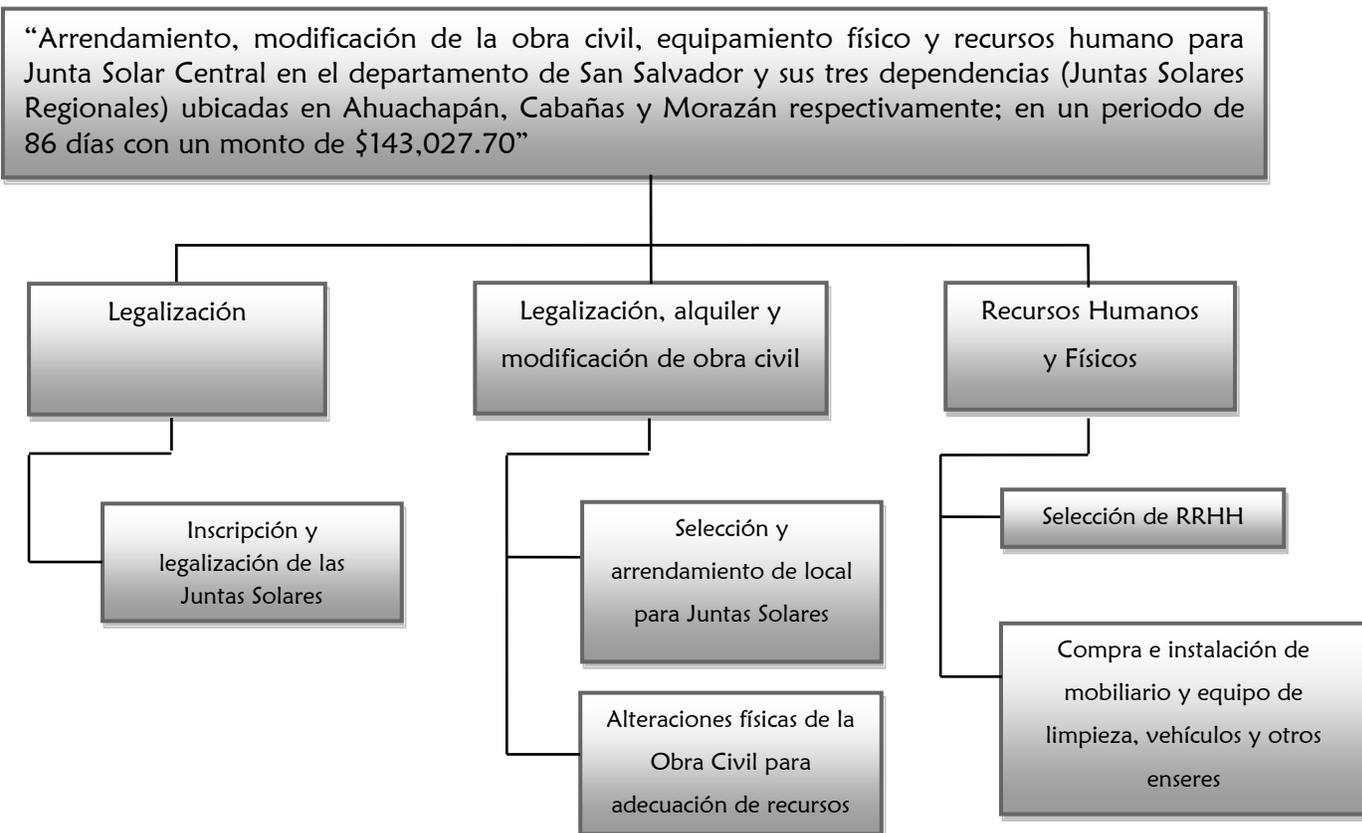 “Arrendamiento, modificación de la obra civil, equipamiento físico y recursos humano para
Junta Solar Central en el departamento de San Salvador y sus tres dependencias (Juntas Solares
Regionales) ubicadas en Ahuachapán, Cabañas y Morazán respectivamente; en un periodo de
86 días con un monto de $143,027.70”
Legalización
Legalización, alquiler y
modificación de obra civil
Recursos Humanos
y Físicos
Inscripción y
legalización de las
Juntas Solares
Selección y
arrendamiento de local
para Juntas Solares
Alteraciones físicas de la
Obra Civil para
adecuación de recursos
Selección de RRHH
Compra e instalación de
mobiliario y equipo de
limpieza, vehículos y otros
enseres